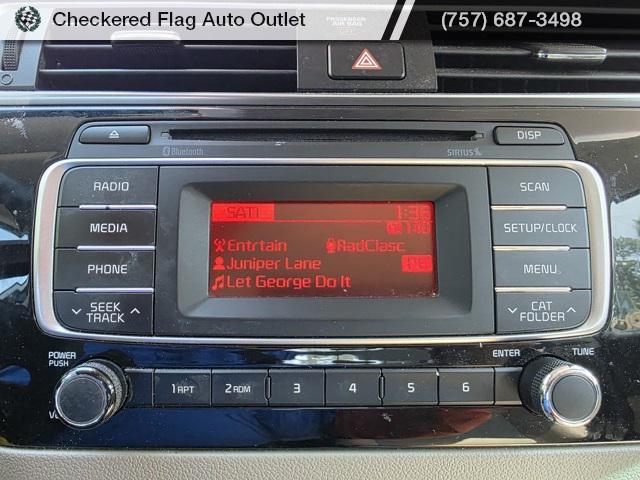 Checkered Flag Auto Outlet
(757) 687-3498
PASSENGER
AIR BAG
DISP
Bluetooth
SIRIUS
RADIO
SCAN
MEDIA
SETUP/CLOCK
PHONE
MENU
SEEK
TRACK
CAT
FOLDER
SAT1
1:36
Entrtain
RadClasc
Juniper Lane
Let George Do It
POWER
PUSH
ENTER
TUNE
1 RPT
2 RDM
3
4
5
6